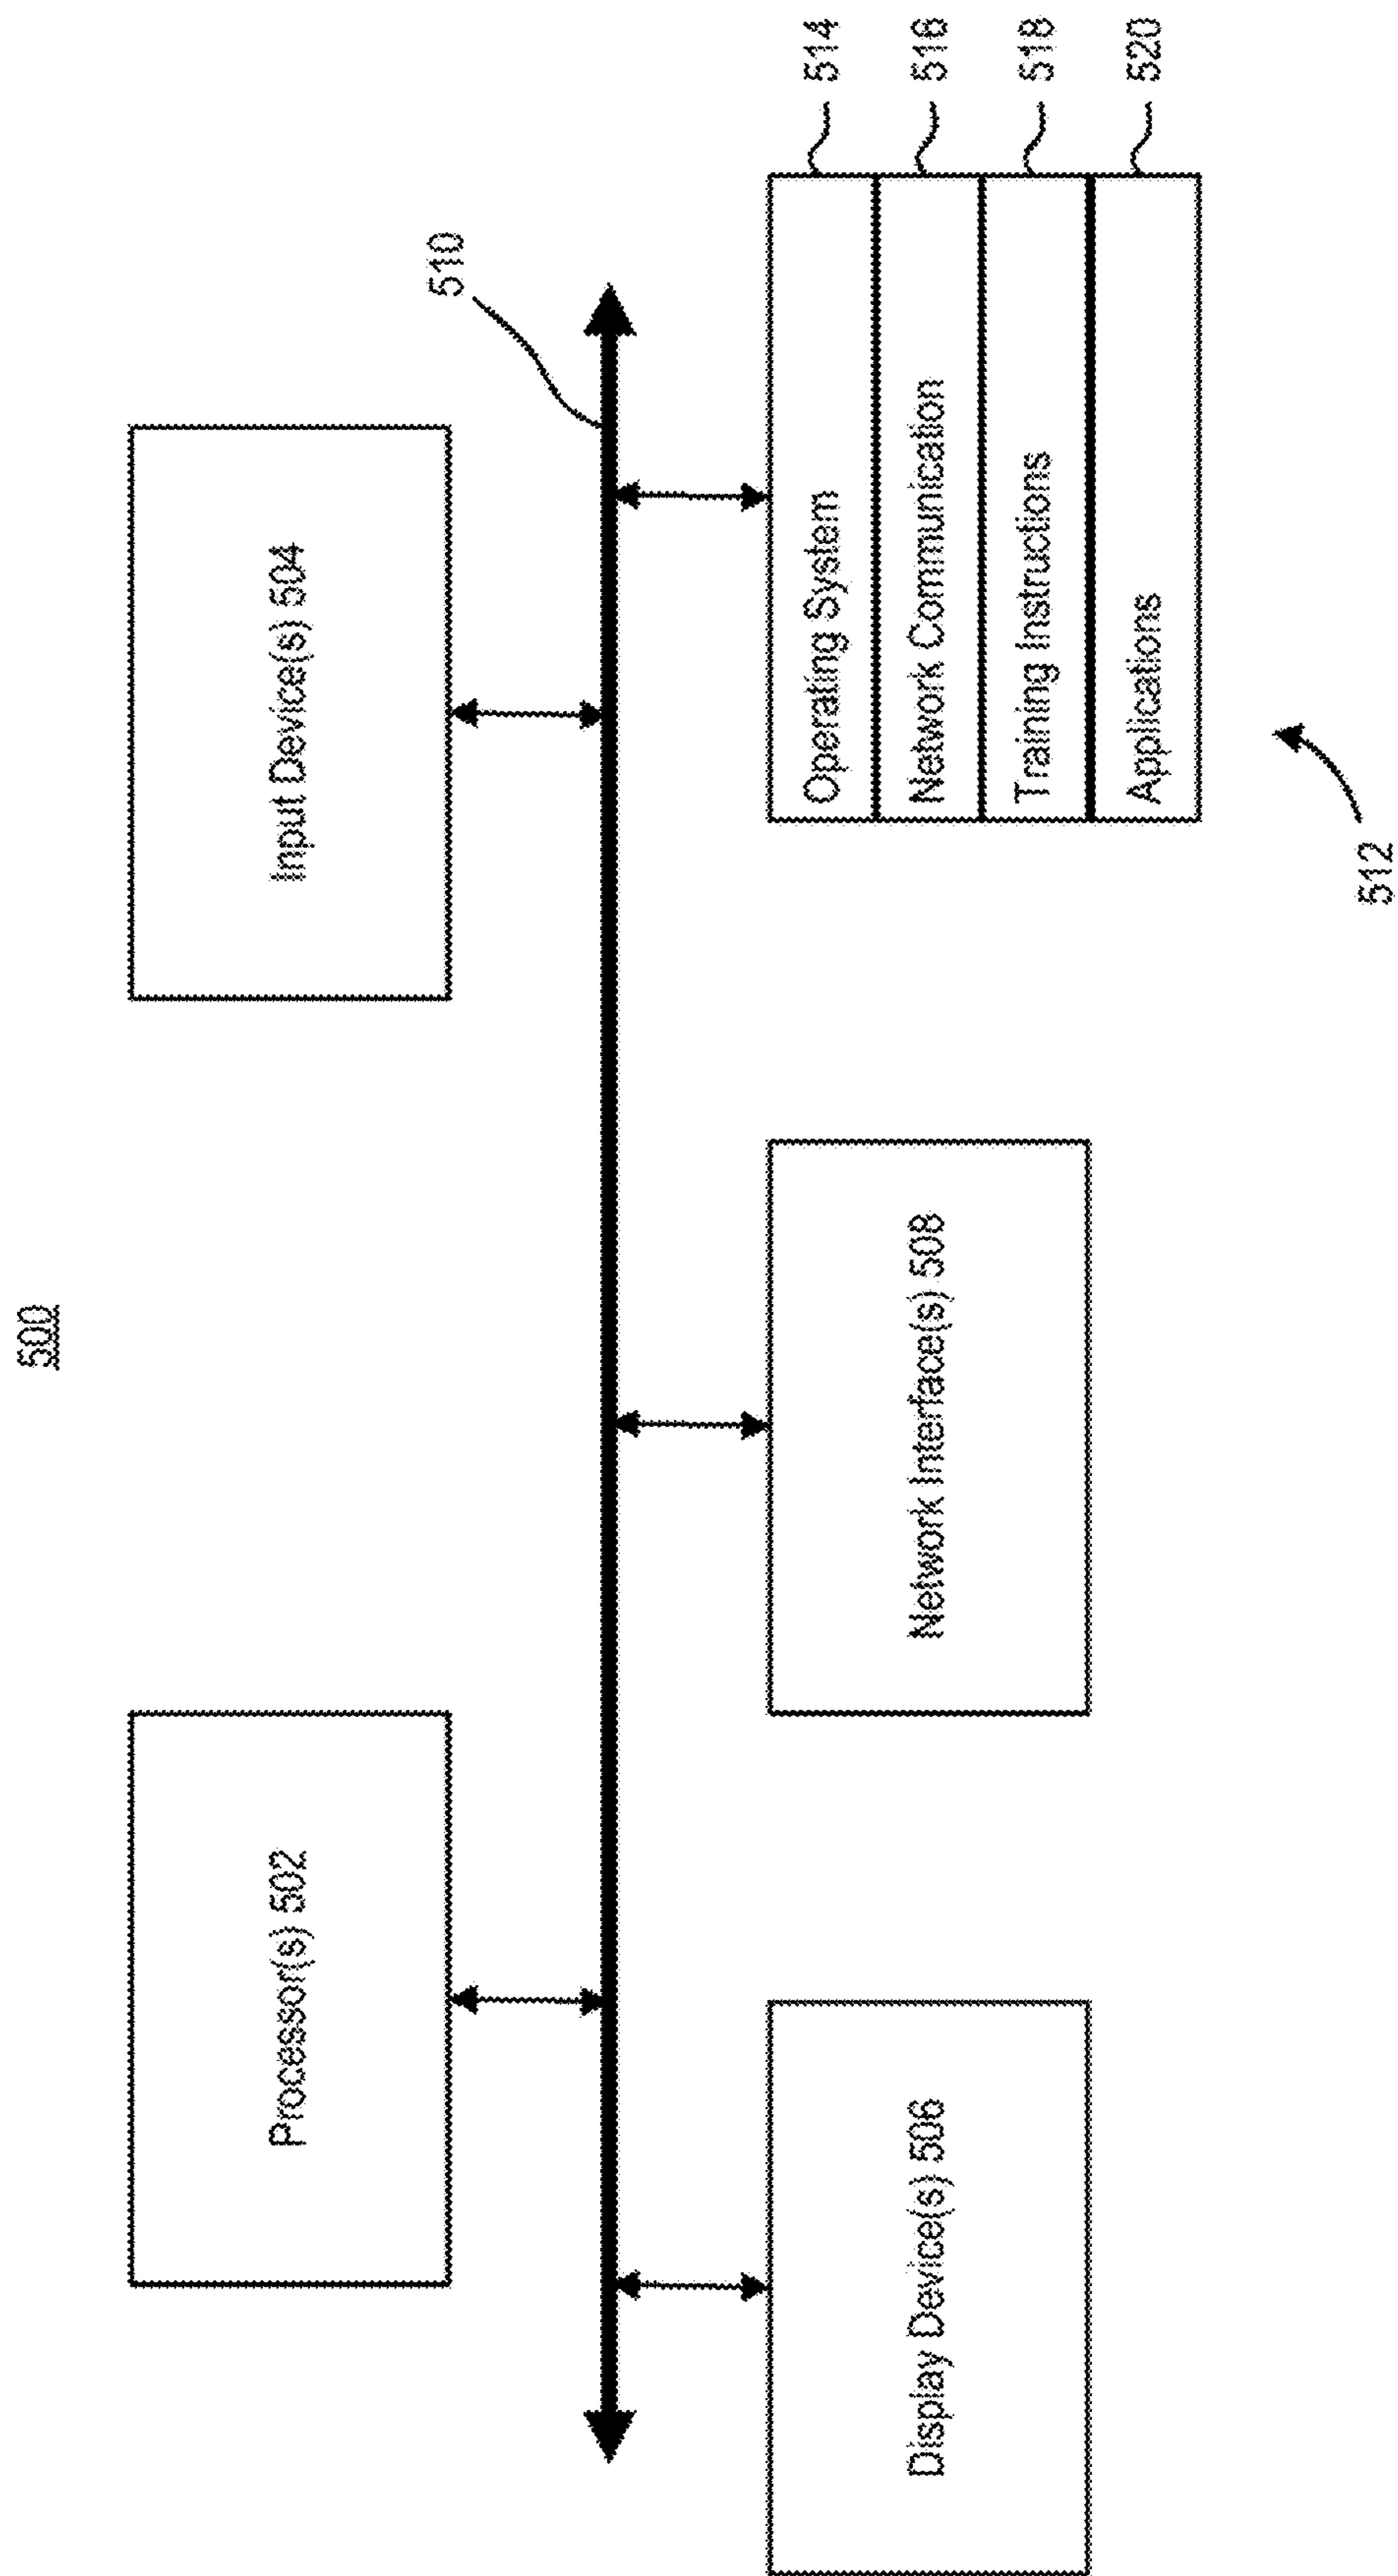 500
Processor(s) 502
Input Device(s) 504
510
Display Device(s) 506
Network Interface(s) 508
Operating System
514
Network Communication
516
Training Instructions
518
Applications
520
512